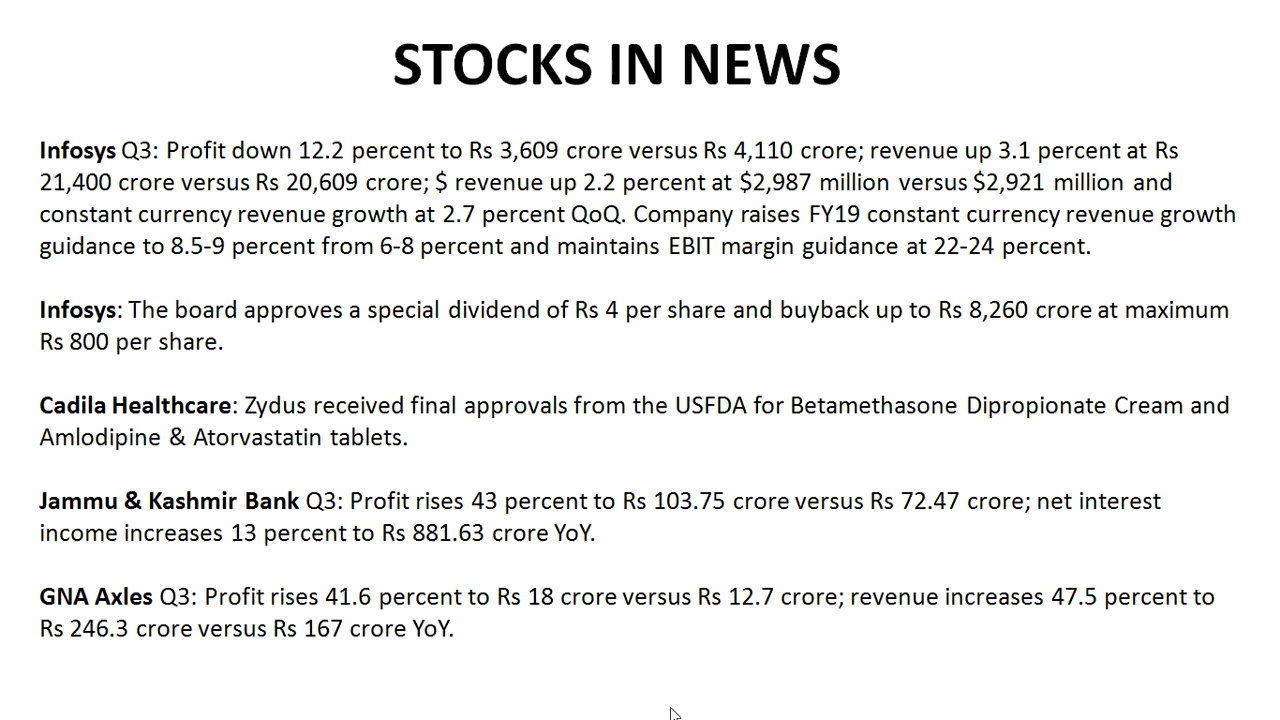 STOCKS IN NEWS
Infosys Q3: Profit down 12.2 percent to Rs 3,609 crore versus Rs 4,110 crore; revenue up 3.1 percent at Rs
21,400 crore versus Rs 20,609 crore; $ revenue up 2.2 percent at $2,987 million versus $2,921 million and
constant currency revenue growth at 2.7 percent QoQ. Company raises FY19 constant currency revenue growth
guidance to 8.5-9 percent from 6-8 percent and maintains EBIT margin guidance at 22-24 percent.
Infosys: The board approves a special dividend of Rs 4 per share and buyback up to Rs 8,260 crore at maximum
Rs 800 per share.
Cadila Healthcare: Zydus received final approvals from the USFDA for Betamethasone Dipropionate Cream and
Amlodipine & Atorvastatin tablets.
Jammu & Kashmir Bank Q3: Profit rises 43 percent to Rs 103.75 crore versus Rs 72.47 crore; net interest
income increases 13 percent to Rs 881.63 crore YoY.
GNA Axles Q3: Profit rises 41.6 percent to Rs 18 crore versus Rs 12.7 crore; revenue increases 47.5 percent to
Rs 246.3 crore versus Rs 167 crore YoY.